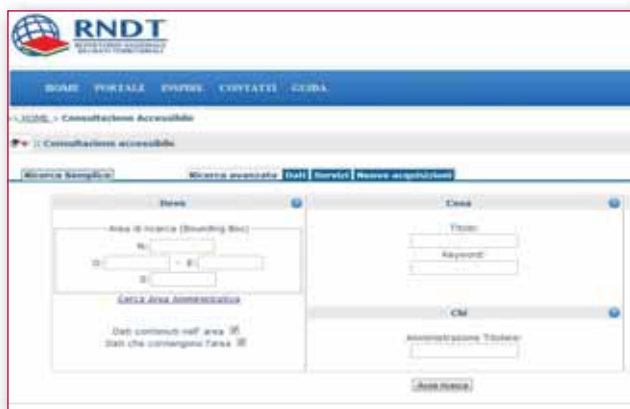 RNDT
REPERTORIO NAZIONALE
DEI DATI TERRITORIALI
HOME PORTALE INSPIRE CONTATTI GUIDA
HOME > Consultazione Accessibile
:: Consultazione accessibile
Ricerca Semplice Ricerca avanzata Dati Servizi Nuove acquisizioni
Dove
Area di ricerca (Bounding Box)
N:
O: - E:
S:
Cerca Area Amministrativa
Dati contenuti nell'area
Dati che contengono l'area
Cosa
Titolo:
Keyword:
Chi
Amministrazione Titolare:
Avvia ricerca